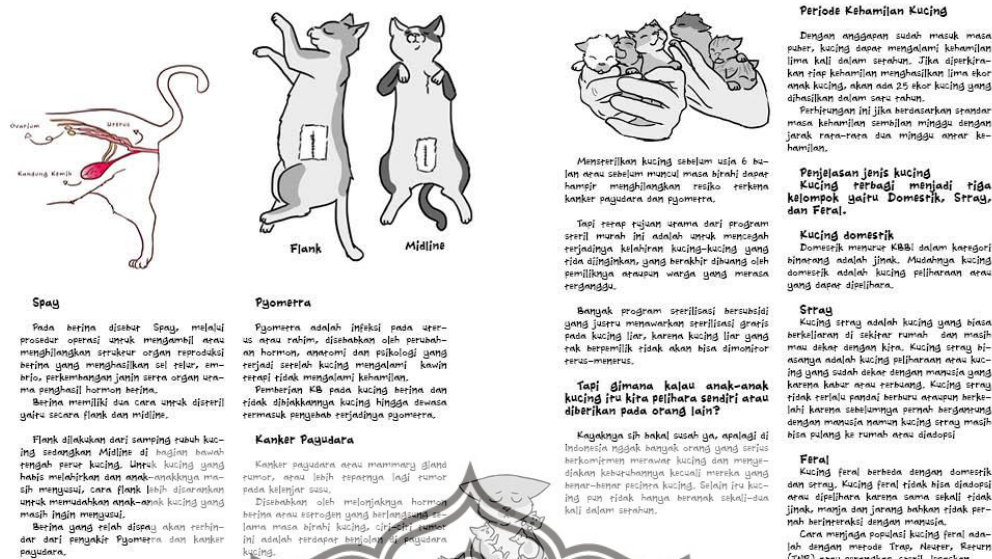 Ovarium
Uterus
Kandung Kemih
Spay
Pada betina disebut Spay, melalui
prosedur operasi untuk mengambil atau
menghilangkan struktur organ reproduksi
betina yang menghasilkan sel telur, em-
brio, perkembangan janin serta organ uta-
ma penghasil hormon betina.
Betina memiliki dua cara untuk disteril
yaitu secara flank dan midline.
Flank dilakukan dari samping tubuh kuc-
ing sedangkan Midline di bagian bawah
tengah perut kucing. Untuk kucing yang
habis melahirkan dan anak-anakknya ma-
sih menyusui, cara flank lebih disarankan
untuk memudahkan anak-anak kucing yang
masih ingin menyusui.
Betina yang telah dispay akan terhin-
dar dari penyakit Pyometra dan kanker
payudara.
Flank
Midline
Pyometra
Pyometra adalah infeksi pada uter-
us atau rahim, disebabkan oleh perubah-
an hormon, anatomi dan psikologi yang
terjadi setelah kucing mengalami kawin
tetapi tidak mengalami kehamilan.
Pemberian KB pada kucing betina dan
tidak dibiakkannya kucing hingga dewasa
termasuk penyebab terjadinya pyometra.
Kanker Payudara
Kanker payudara atau mammary gland
tumor, atau lebih tepatnya lagi tumor
pada kelenjar susu.
Disebabkan oleh melonjaknya hormon
betina atau estrogen yang berlangsung se-
lama masa birahi kucing, ciri-ciri tumor
ini adalah terdapat benjolan di payudara
kucing.
Mensterilkan kucing sebelum usia 6 bu-
lan atau sebelum muncul masa birahi dapat
hampir menghilangkan resiko terkena
kanker payudara dan pyometra.
Tapi tetap tujuan utama dari program
steril murah ini adalah untuk mencegah
terjadinya kelahiran kucing-kucing yang
tida diinginkan, yang berakhir dibuang oleh
pemiliknya ataupun warga yang merasa
terganggu.
Banyak program sterilisasi bersubsidi
yang justru menawarkan sterilisasi gratis
pada kucing liar, karena kucing liar yang
tak berpemilik tidak akan bisa dimonitor
terus-menerus.
Tapi gimana kalau anak-anak
kucing itu kita pelihara sendiri atau
diberikan pada orang lain?
Kayaknya sih bakal susah ya, apalagi di
Indonesia nggak banyak orang yang serius
berkomitmen merawat kucing dan menye-
diakan kebutuhannya kecuali mereka yang
benar-benar pecinta kucing. Selain itu kuc-
ing pun tidak hanya beranak sekali-dua
kali dalam setahun.
Periode Kehamilan Kucing
Dengan anggapan sudah masuk masa
puber, kucing dapat mengalami kehamilan
lima kali dalam setahun. Jika diperkira-
kan tiap kehamilan menghasilkan lima ekor
anak kucing, akan ada 25 ekor kucing yang
dihasilkan dalam satu tahun.
Perhitungan ini jika berdasarkan standar
masa kehamilan sembilan minggu dengan
jarak rata-rata dua minggu antar ke-
hamilan.
Penjelasan jenis kucing
Kucing terbagi menjadi tiga
kelompok yaitu Domestik, Stray,
dan Feral.
Kucing domestik
Domestik menurut KBBI dalam kategori
binatang adalah jinak. Mudahnya kucing
domestik adalah kucing peliharaan atau
yang dapat dipelihara.
Stray
Kucing stray adalah kucing yang biasa
berkeliaran di sekitar rumah dan masih
mau dekat dengan kita. Kucing stray bi-
asanya adalah kucing peliharaan atau kuc-
ing yang sudah dekat dengan manusia yang
karena kabur atau terbuang. Kucing stray
tidak terlalu pandai berburu ataupun berke-
lahi karena sebelumnya pernah bergantung
dengan manusia namun kucing stray masih
bisa pulang ke rumah atau diadopsi
Feral
Kucing feral berbeda dengan domestik
dan stray. Kucing feral tidak bisa diadopsi
atau dipelihara karena sama sekali tidak
jinak, manja dan jarang bahkan tidak per-
nah berinteraksi dengan manusia.
Cara menjaga populasi kucing feral ada-
lah dengan metode Trap, Neuter, Return